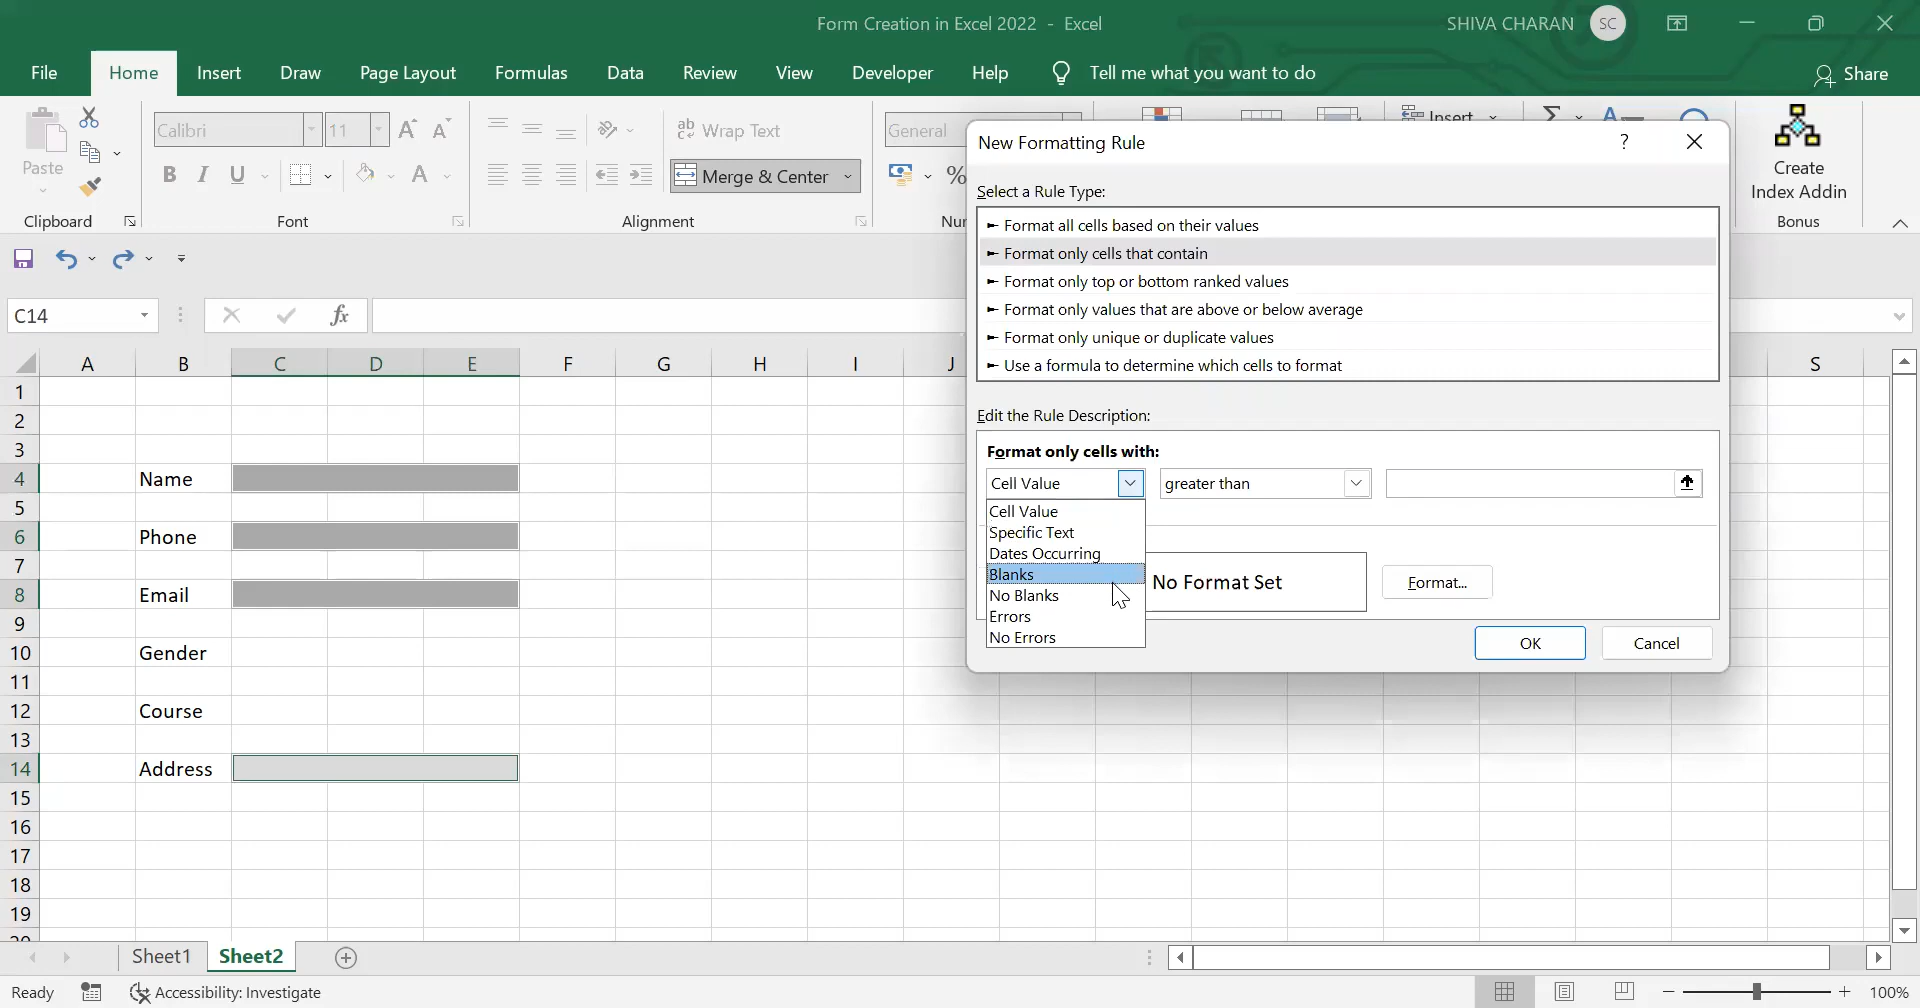 Form Creation in Excel 2022 - Excel
SHIVA CHARAN
SC
File Home Insert Draw Page Layout Formulas Data Review View Developer Help Tell me what you want to do Share
Calibri 11 A A ab Wrap Text General Insert
Paste B I U A Merge & Center %
Create
Index Addin
Clipboard Font Alignment Bonus
C14 fx
A B C D E F G H I J S
1
2
3
4 Name
5
6 Phone
7
8 Email
9
10 Gender
11
12 Course
13
14 Address
15
16
17
18
19
New Formatting Rule ?
Select a Rule Type:
► Format all cells based on their values
► Format only cells that contain
► Format only top or bottom ranked values
► Format only values that are above or below average
► Format only unique or duplicate values
► Use a formula to determine which cells to format
Edit the Rule Description:
Format only cells with:
Cell Value greater than
Cell Value
Specific Text
Dates Occurring
Blanks
No Blanks
Errors
No Errors
No Format Set
Format...
OK Cancel
Sheet1 Sheet2
Ready Accessibility: Investigate 100%